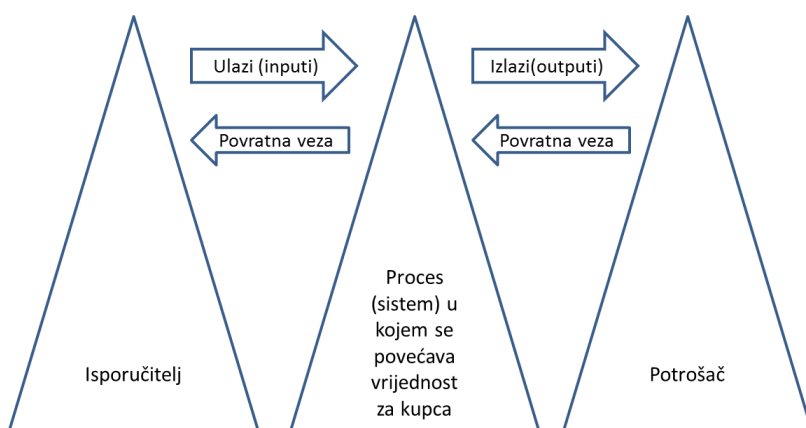 Ulazi (inputi)
Izlazi(outputi)
Povratna veza
Povratna veza
Isporučitelj
Proces
(sistem) u
kojem se
povećava
vrijednost
za kupca
Potrošač